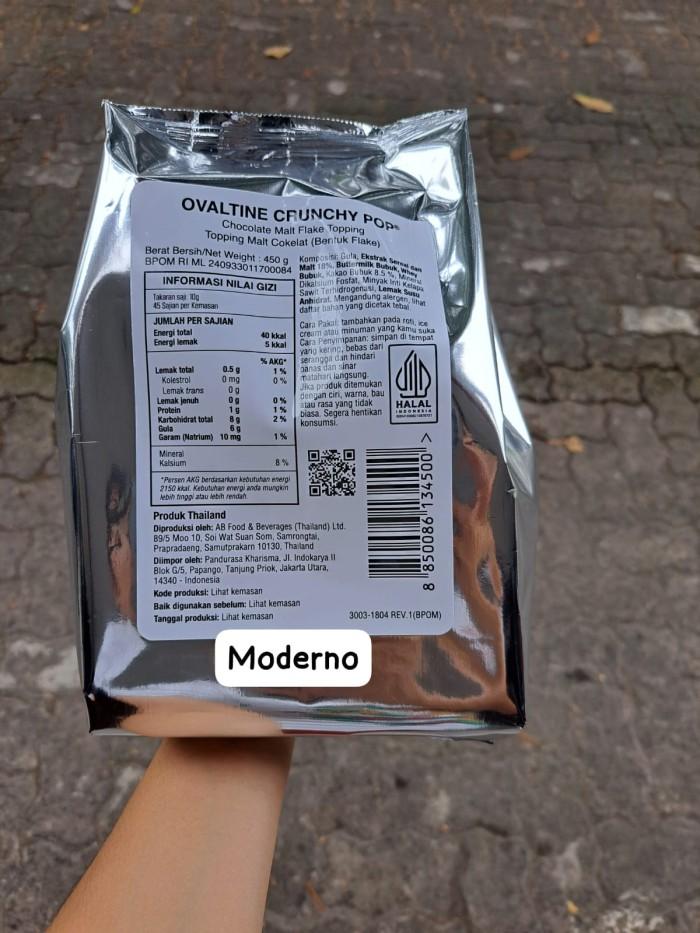 OVALTINE CRUNCHY POP®
Chocolate Malt Flake Topping
Topping Malt Cokelat (Bentuk Flake)
Berat Bersih/Net Weight : 450 g
BPOM RI ML 240933011700084
INFORMASI NILAI GIZI
Takaran saji 10g
45 Sajian per Kemasan
JUMLAH PER SAJIAN
Energi total 40 kkal
Energi lemak 5 kkal
% AKG*
Lemak total 0.5 g 1 %
Kolestrol 0 mg 0 %
Lemak trans 0 g
Lemak jenuh 0 g 0 %
Protein 1 g 1 %
Karbohidrat total 8 g 2 %
Gula 6 g
Garam (Natrium) 10 mg 1 %
Mineral
Kalsium 8 %
*Persen AKG berdasarkan kebutuhan energi
2150 kkal. Kebutuhan energi anda mungkin
lebih tinggi atau lebih rendah.
Komposisi: Gula, Ekstrak Sereal dan
Malt 18%, Buttermilk Bubuk, Whey
Bubuk, Kakao Bubuk 8.5 %, Mineral
Dikalsium Fosfat, Minyak Inti Kelapa
Sawit Terhidrogenasi, Lemak Susu
Anhidrat. Mengandung alergen, lihat
daftar bahan yang dicetak tebal.
Cara Pakai: tambahkan pada roti, ice
cream atau minuman yang kamu suka
Cara Penyimpanan: simpan di tempat
yang kering, bebas dari
serangga dan hindari
panas dan sinar
matahari langsung.
Jika produk ditemukan
dengan ciri, warna, bau
atau rasa yang tidak
biasa. Segera hentikan
konsumsi.
HALAL
INDONESIA
8 850086 134500 >
Produk Thailand
Diproduksi oleh: AB Food & Beverages (Thailand) Ltd.
89/5 Moo 10, Soi Wat Suan Som, Samrongtai,
Prapradaeng, Samutprakarn 10130, Thailand
Diimpor oleh: Pandurasa Kharisma, Jl. Indokarya II
Blok G/5, Papango, Tanjung Priok, Jakarta Utara,
14340 - Indonesia
Kode produksi: Lihat kemasan
Baik digunakan sebelum: Lihat kemasan
Tanggal produksi: Lihat kemasan
3003-1804 REV.1(BPOM)
Moderno